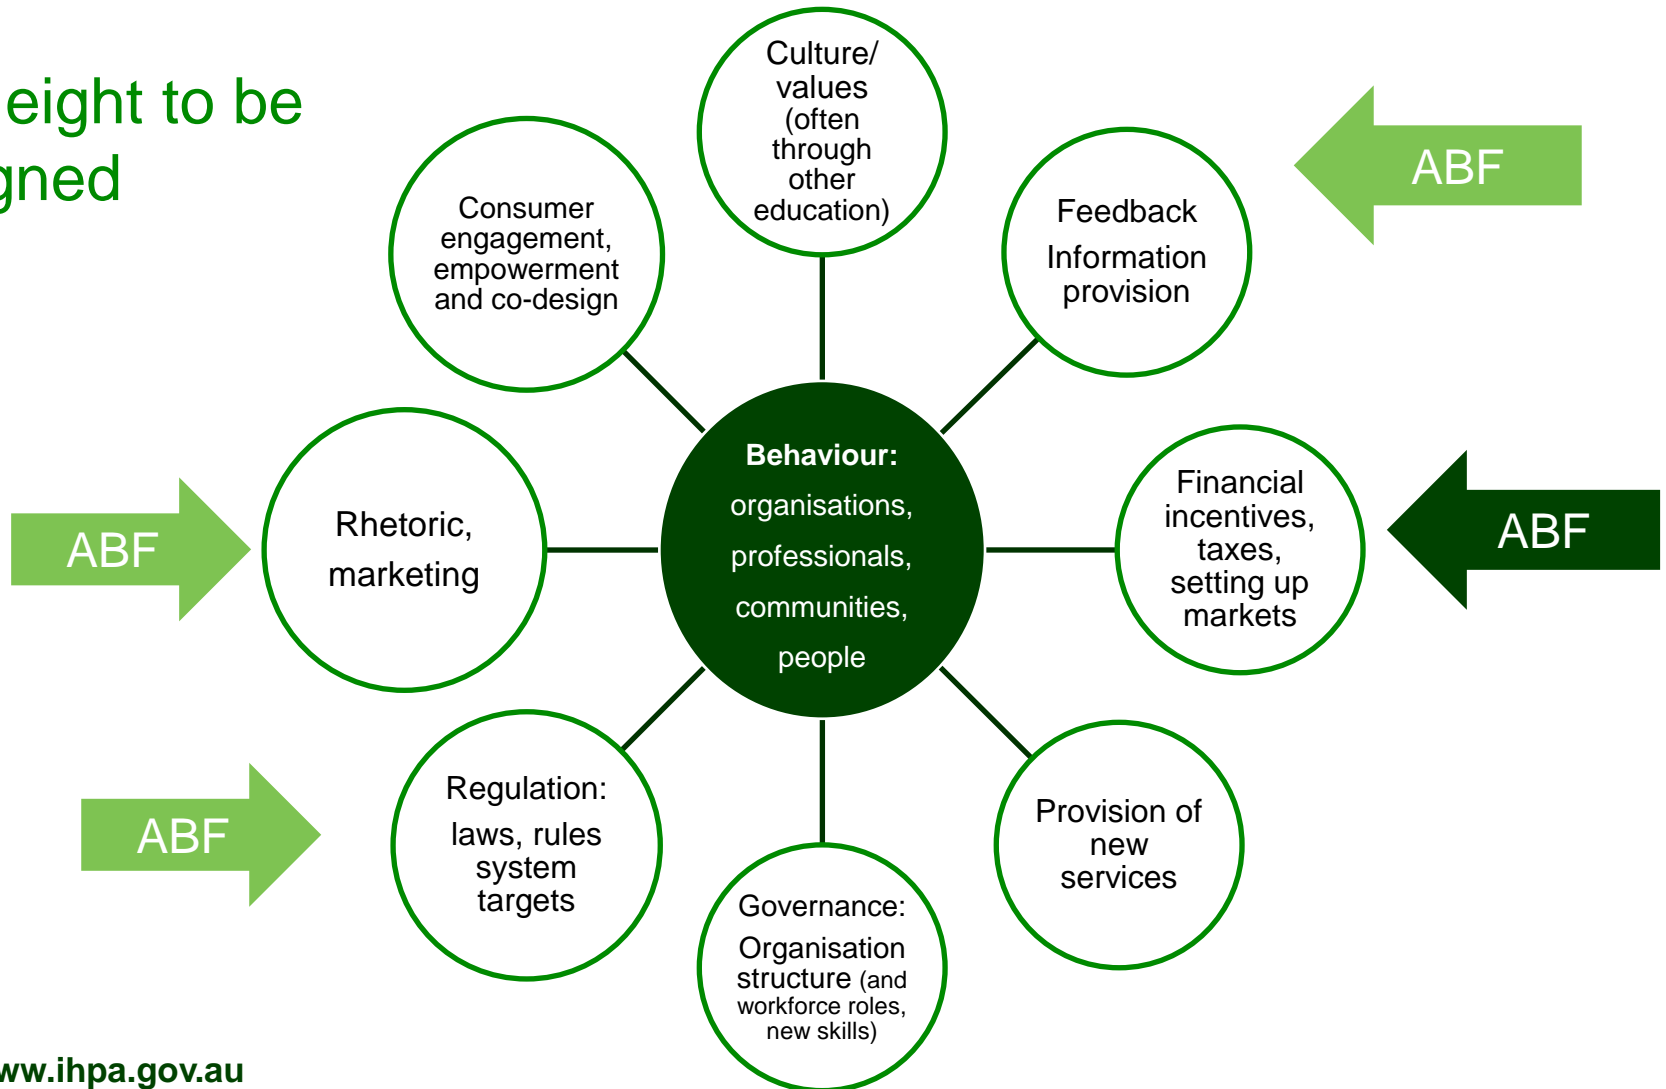 eight to be
gned
Culture/
values
(often
through
other
education)
ABF
Feedback
Information
provision
Consumer
engagement,
empowerment
and co-design
Behaviour:
organisations,
professionals,
communities,
people
Financial
incentives,
taxes,
setting up
markets
ABF
ABF
Rhetoric,
marketing
ABF
Regulation:
laws, rules
system
targets
Provision of
new
services
Governance:
Organisation
structure (and
workforce roles,
new skills)
ww.ihpa.gov.au